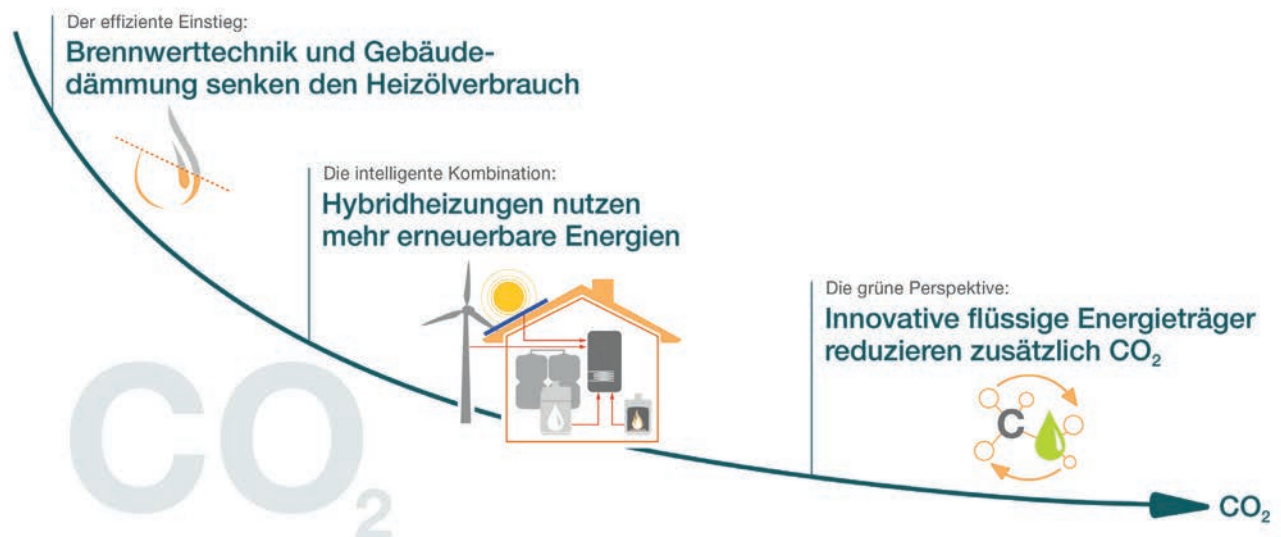 Der effiziente Einstieg:
Brennwerttechnik und Gebäude-
dämmung senken den Heizölverbrauch
Die intelligente Kombination:
Hybridheizungen nutzen
mehr erneuerbare Energien
Die grüne Perspektive:
Innovative flüssige Energieträger
reduzieren zusätzlich CO₂
C
CO₂
CO₂